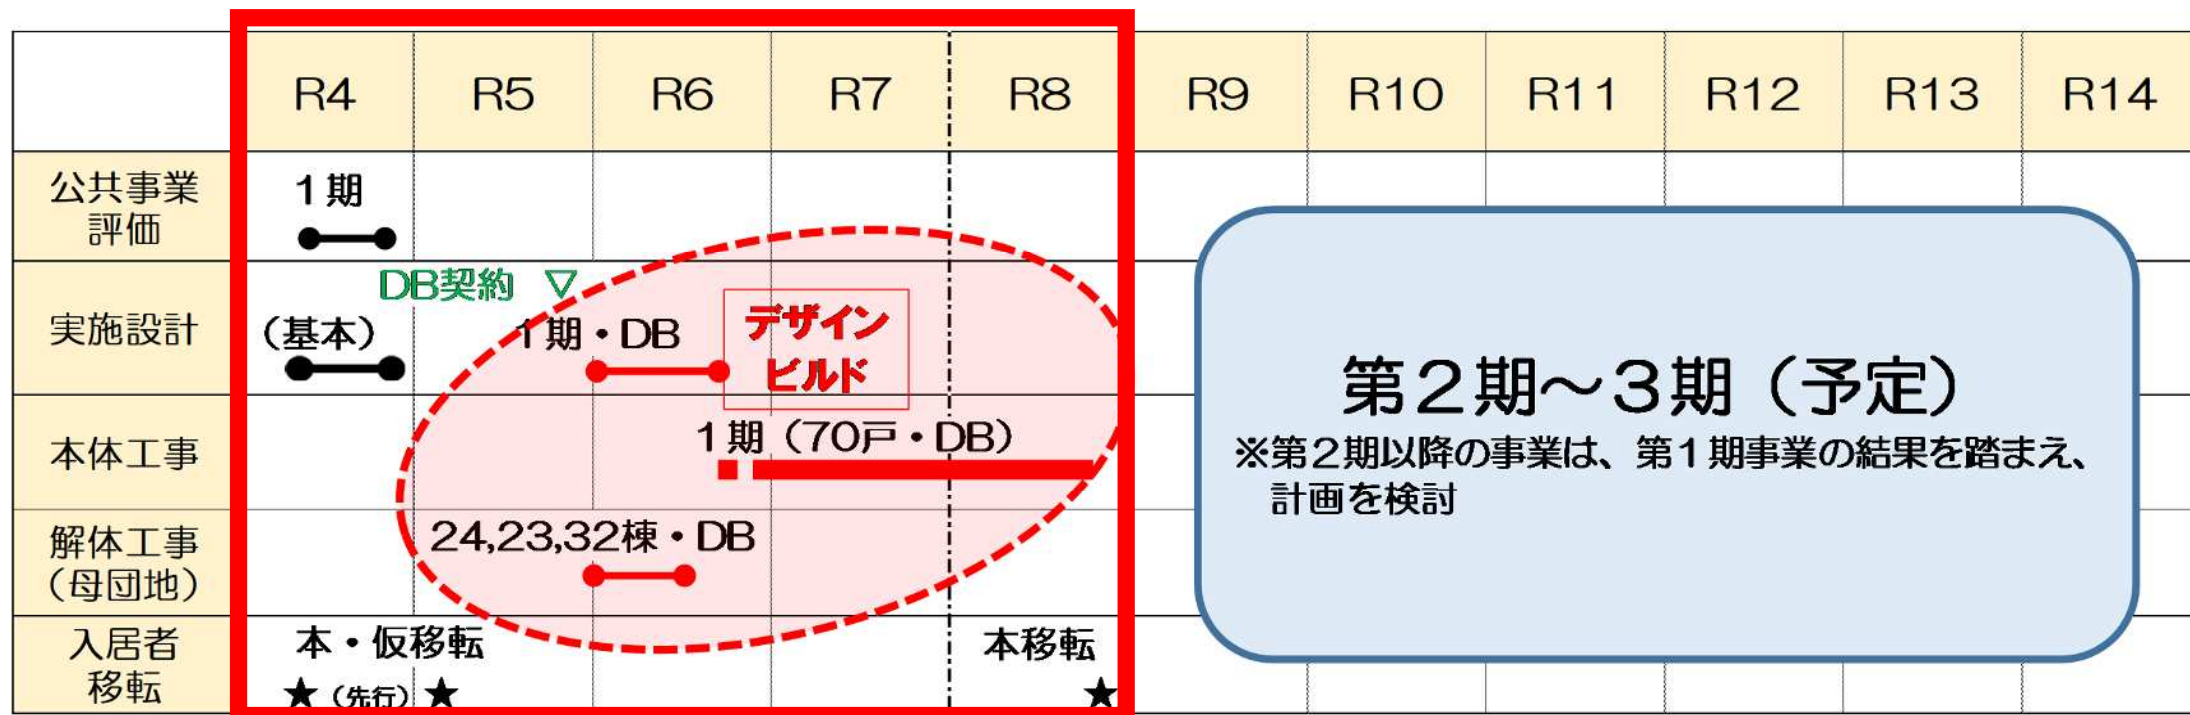 R4 R5 R6 R7 R8 R9 R10 R11 R12 R13 R14
公共事業
評価
1期
実施設計
DB契約 ▽
(基本)
1期・DB
デザイン
ビルド
本体工事
1期(70戸・DB)
解体工事
(母団地)
24,23,32棟・DB
入居者
移転
本・仮移転
★(先行)★
本移転
★
第2期~3期(予定)
※第2期以降の事業は、第1期事業の結果を踏まえ、
計画を検討